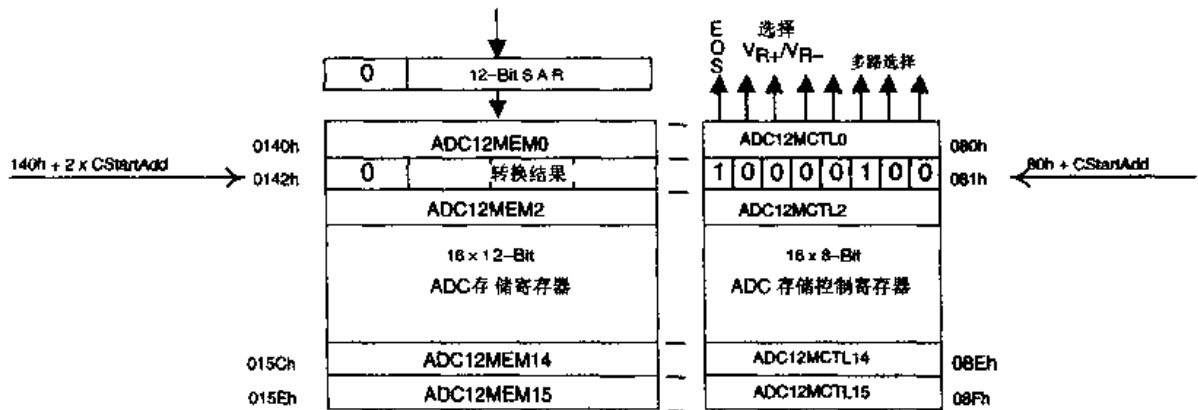 EOS
选择
VR+/VR-
多路选择
0 12-Bit SAR
0140h ADC12MEM0 ADC12MCTL0 080h
140h + 2 x CStartAdd 0142h 0 转换结果 1 0 0 0 0 1 0 0 081h 80h + CStartAdd
ADC12MEM2 ADC12MCTL2
16 x 12-Bit 16 x 8-Bit
ADC存 储寄存器 ADC 存储控制寄存器
015Ch ADC12MEM14 ADC12MCTL14 08Eh
015Eh ADC12MEM15 ADC12MCTL15 08Fh